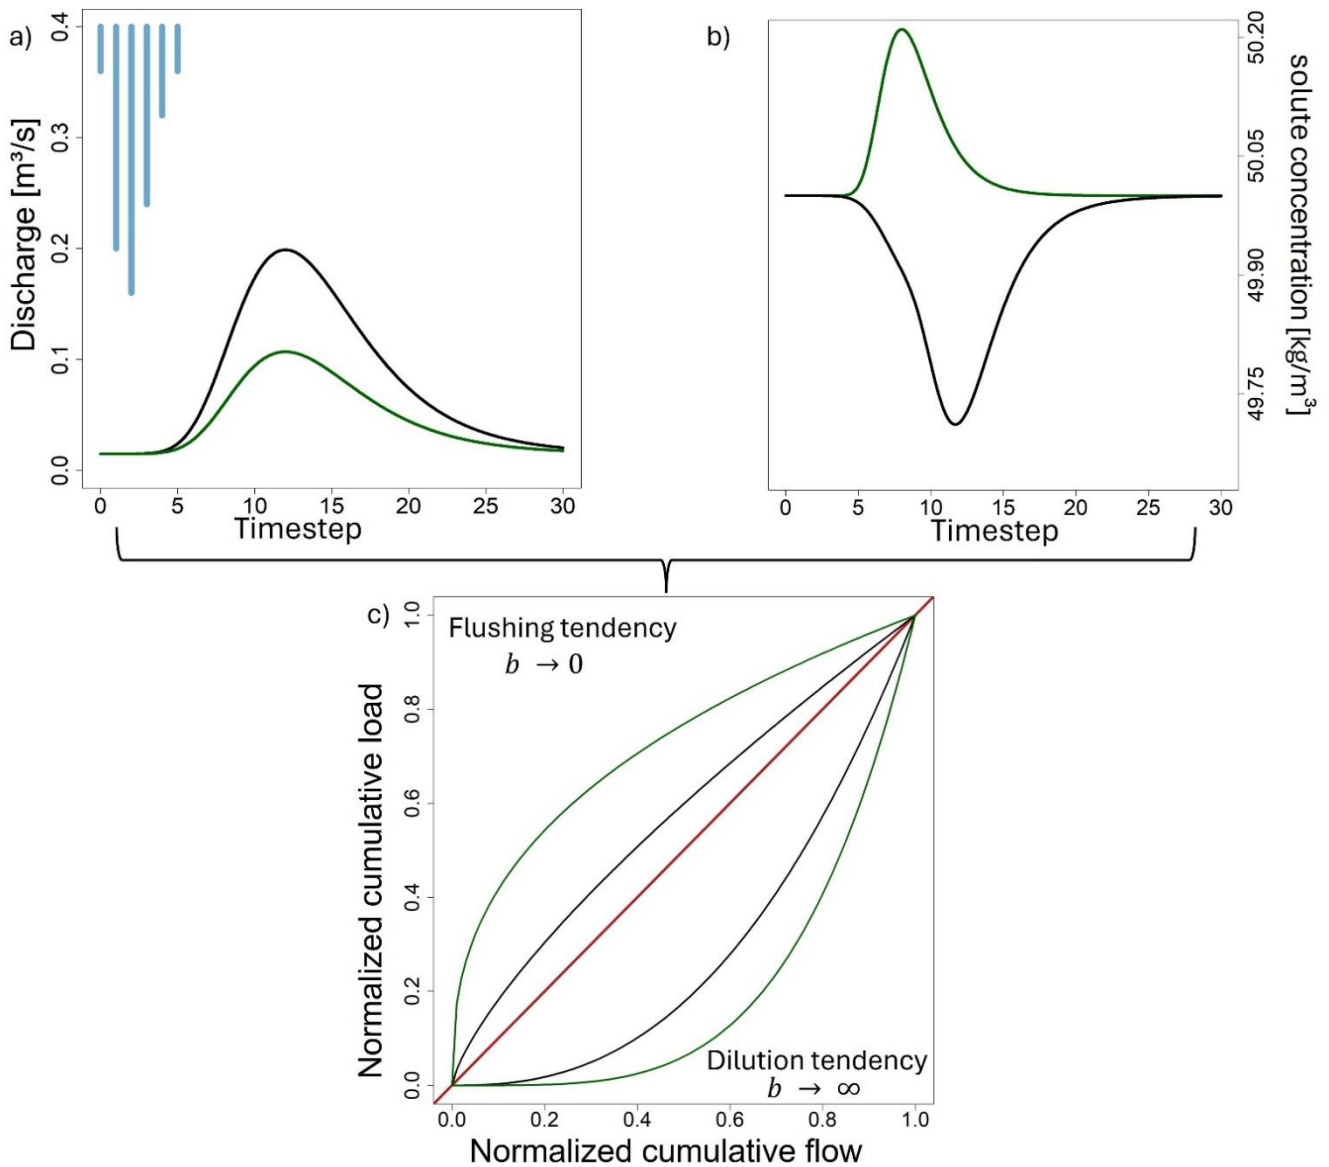 a)
Discharge [m³/s]
0.4
0.3
0.2
0.1
0.0
0 5 10 15 20 25 30
Timestep
b)
solute concentration [kg/m³]
50.20
50.05
49.90
49.75
0 5 10 15 20 25 30
Timestep
c)
Normalized cumulative load
1.0
0.8
0.6
0.4
0.2
0.0
Flushing tendency
b → 0
Dilution tendency
b → ∞
0.0 0.2 0.4 0.6 0.8 1.0
Normalized cumulative flow